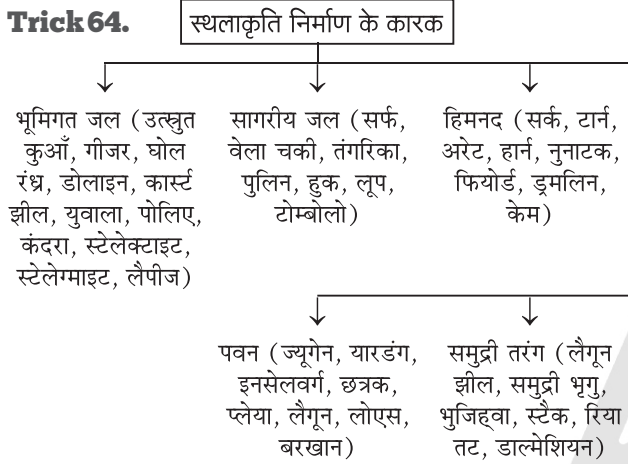 Trick 64.
स्थलाकृति निर्माण के कारक
भूमिगत जल (उत्स्रुत
कुआँ, गीजर, घोल
रंध्र, डोलाइन, कार्स्ट
झील, युवाला, पोलिए,
कंदरा, स्टेलेक्टाइट,
स्टेलेग्माइट, लैपीज)
सागरीय जल (सर्फ,
वेला चकी, तंगरिका,
पुलिन, हुक, लूप,
टोम्बोलो)
हिमनद (सर्क, टार्न,
अरेट, हार्न, नुनाटक,
फियोर्ड, ड्रमलिन,
केम)
पवन (ज्यूगेन, यारडंग,
इनसेलवर्ग, छत्रक,
प्लेया, लैगून, लोएस,
बरखान)
समुद्री तरंग (लैगून
झील, समुद्री भृगु,
भुजिह्वा, स्टैक, रिया
तट, डाल्मेशियन)